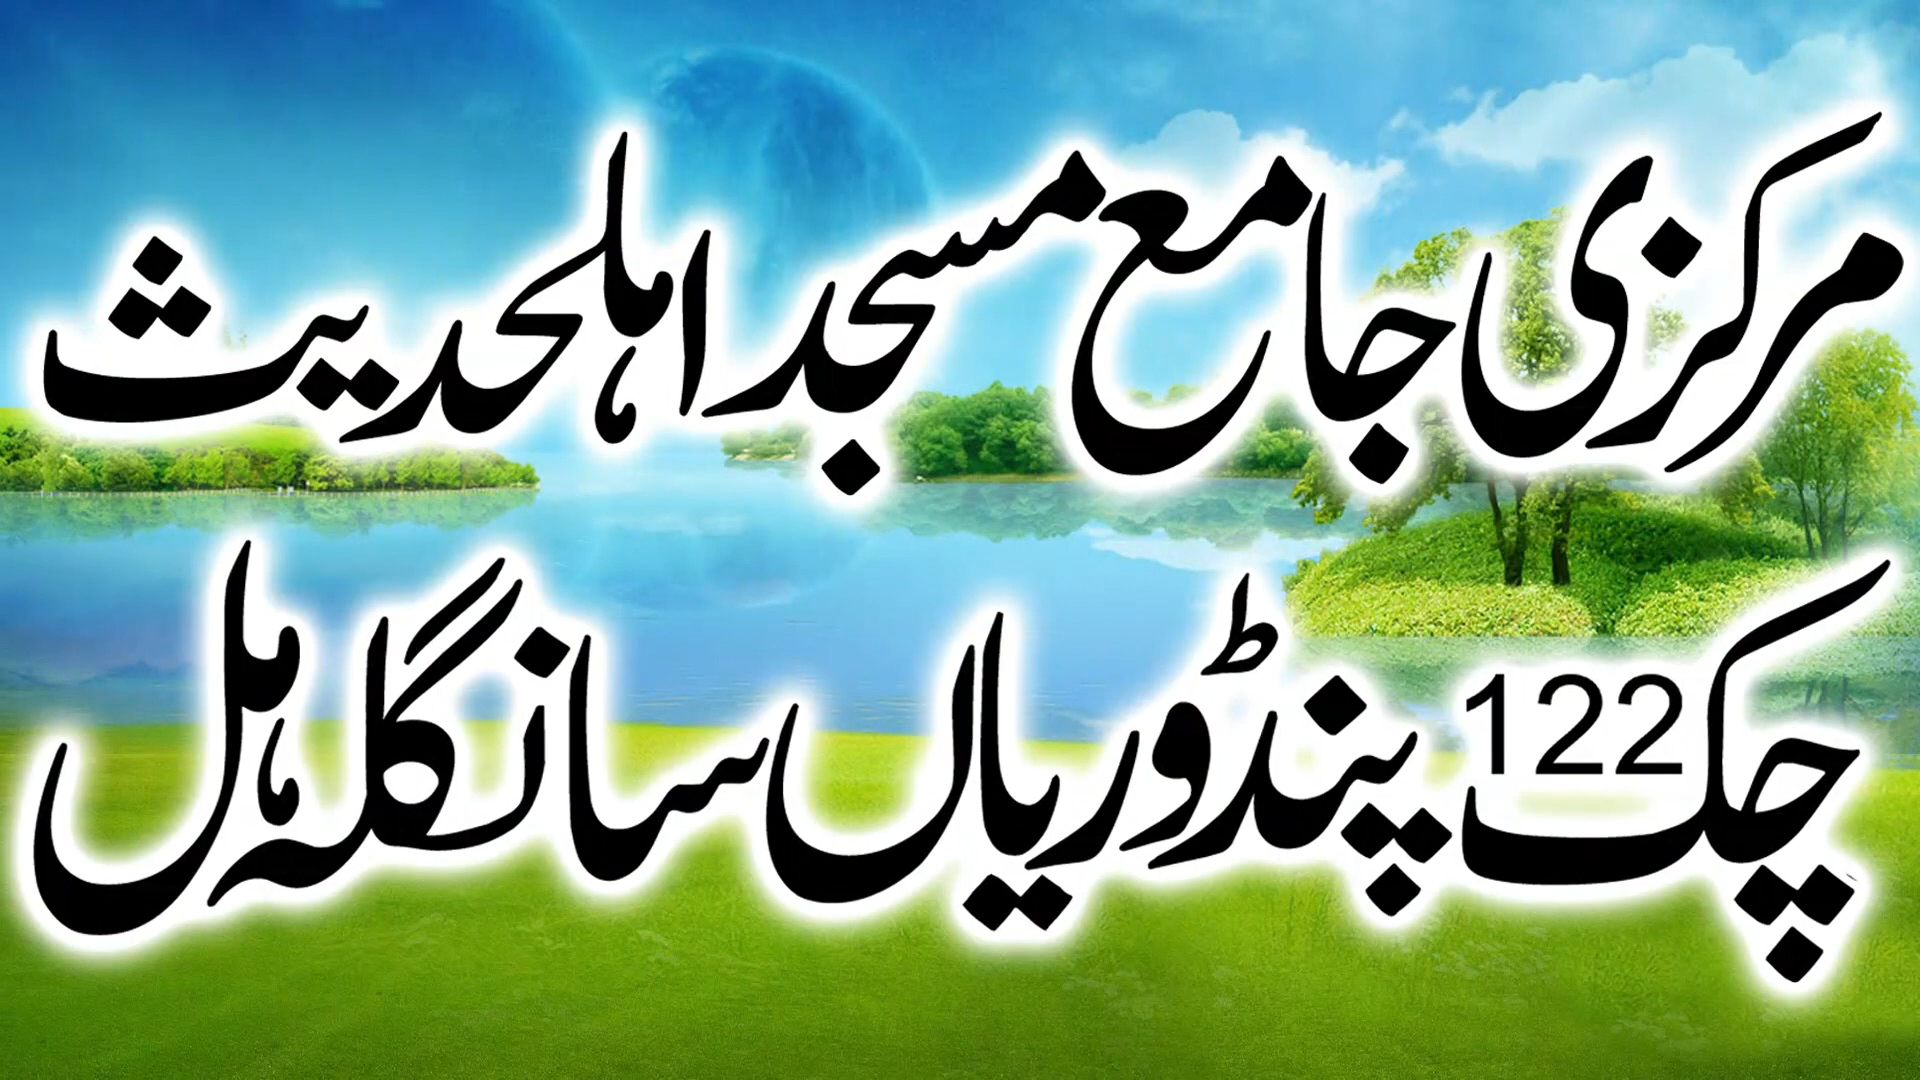 مرکزی جامع مسجد اہلحدیث
چک 122 پنڈوریاں سانگلہ ہل